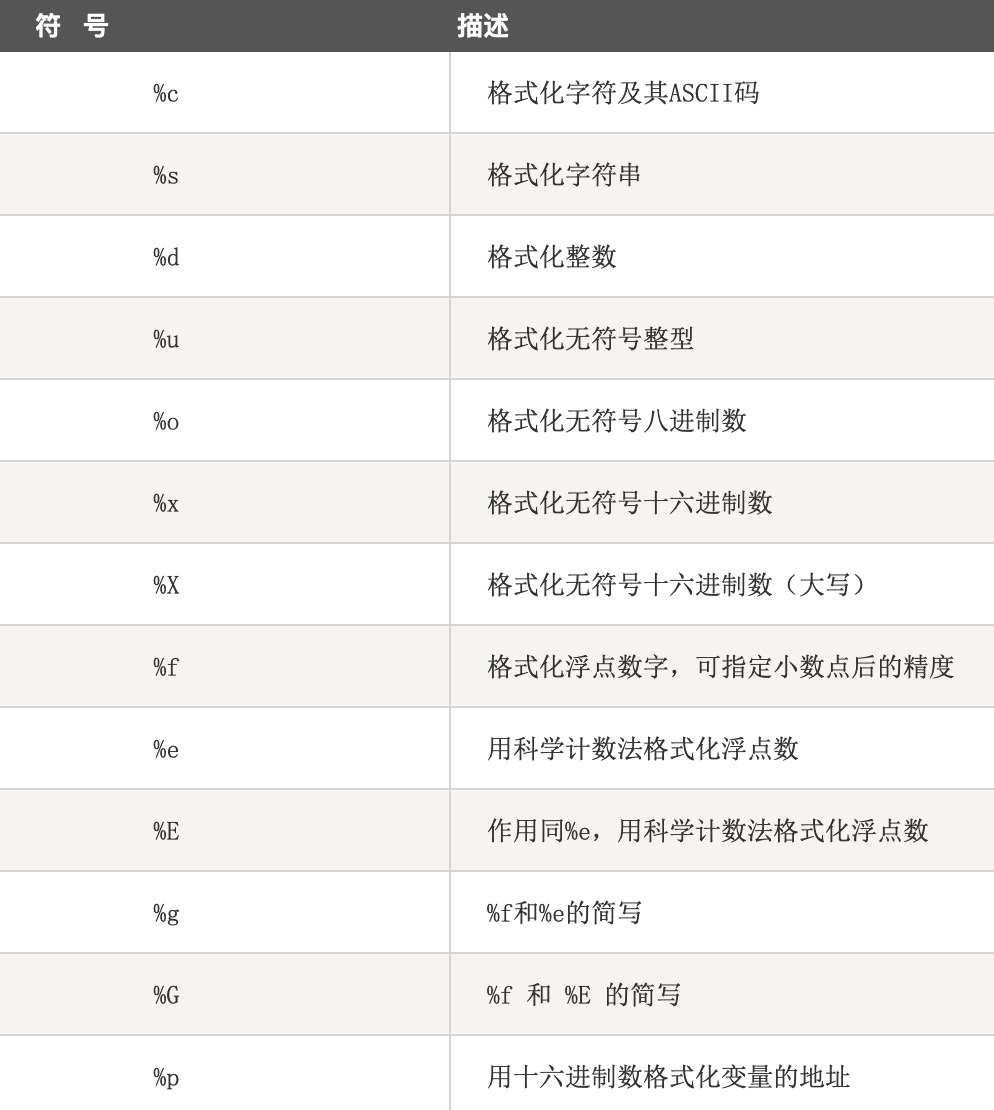 符 号 描述
%c 格式化字符及其ASCII码
%s 格式化字符串
%d 格式化整数
%u 格式化无符号整型
%o 格式化无符号八进制数
%x 格式化无符号十六进制数
%X 格式化无符号十六进制数（大写）
%f 格式化浮点数字，可指定小数点后的精度
%e 用科学计数法格式化浮点数
%E 作用同%e，用科学计数法格式化浮点数
%g %f和%e的简写
%G %f 和 %E 的简写
%p 用十六进制数格式化变量的地址